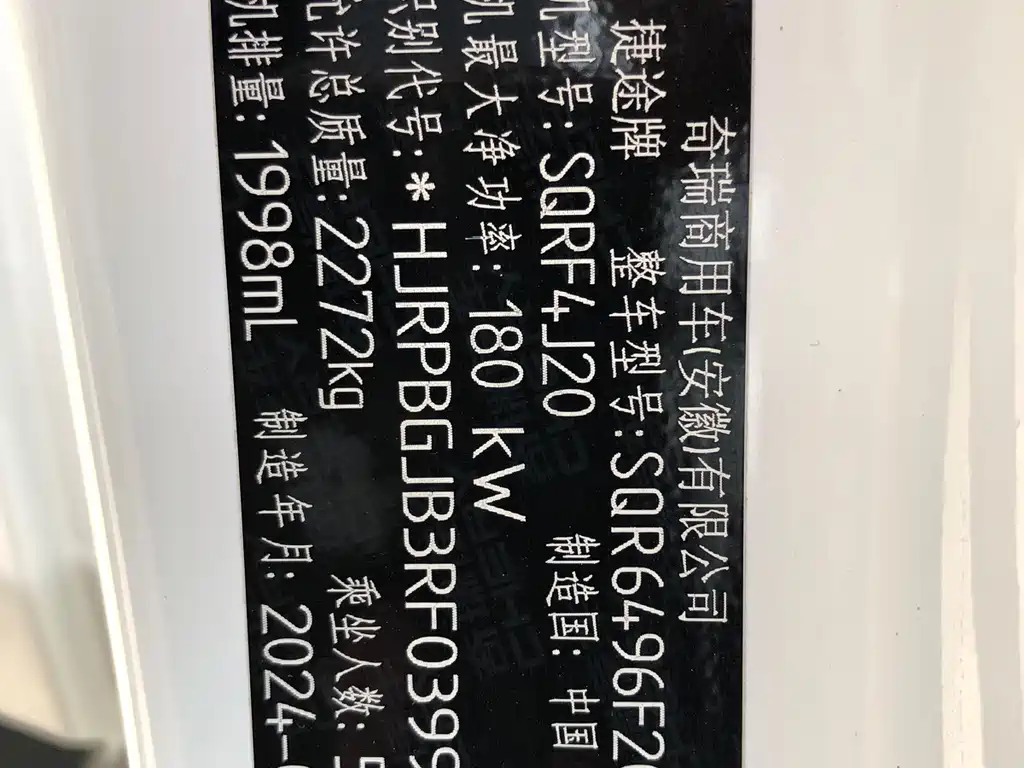 奇瑞商用车(安徽)有限公司
捷途牌 整车型号:SQR6496F2
机型号: SQRF4J20 制造国: 中国
机最大净功率: 180 kW
识别代号:*HJRPBGJB3RF0399
允许总质量: 2272kg 乘坐人数: 5
机排量: 1998mL 制造年月: 2024-0